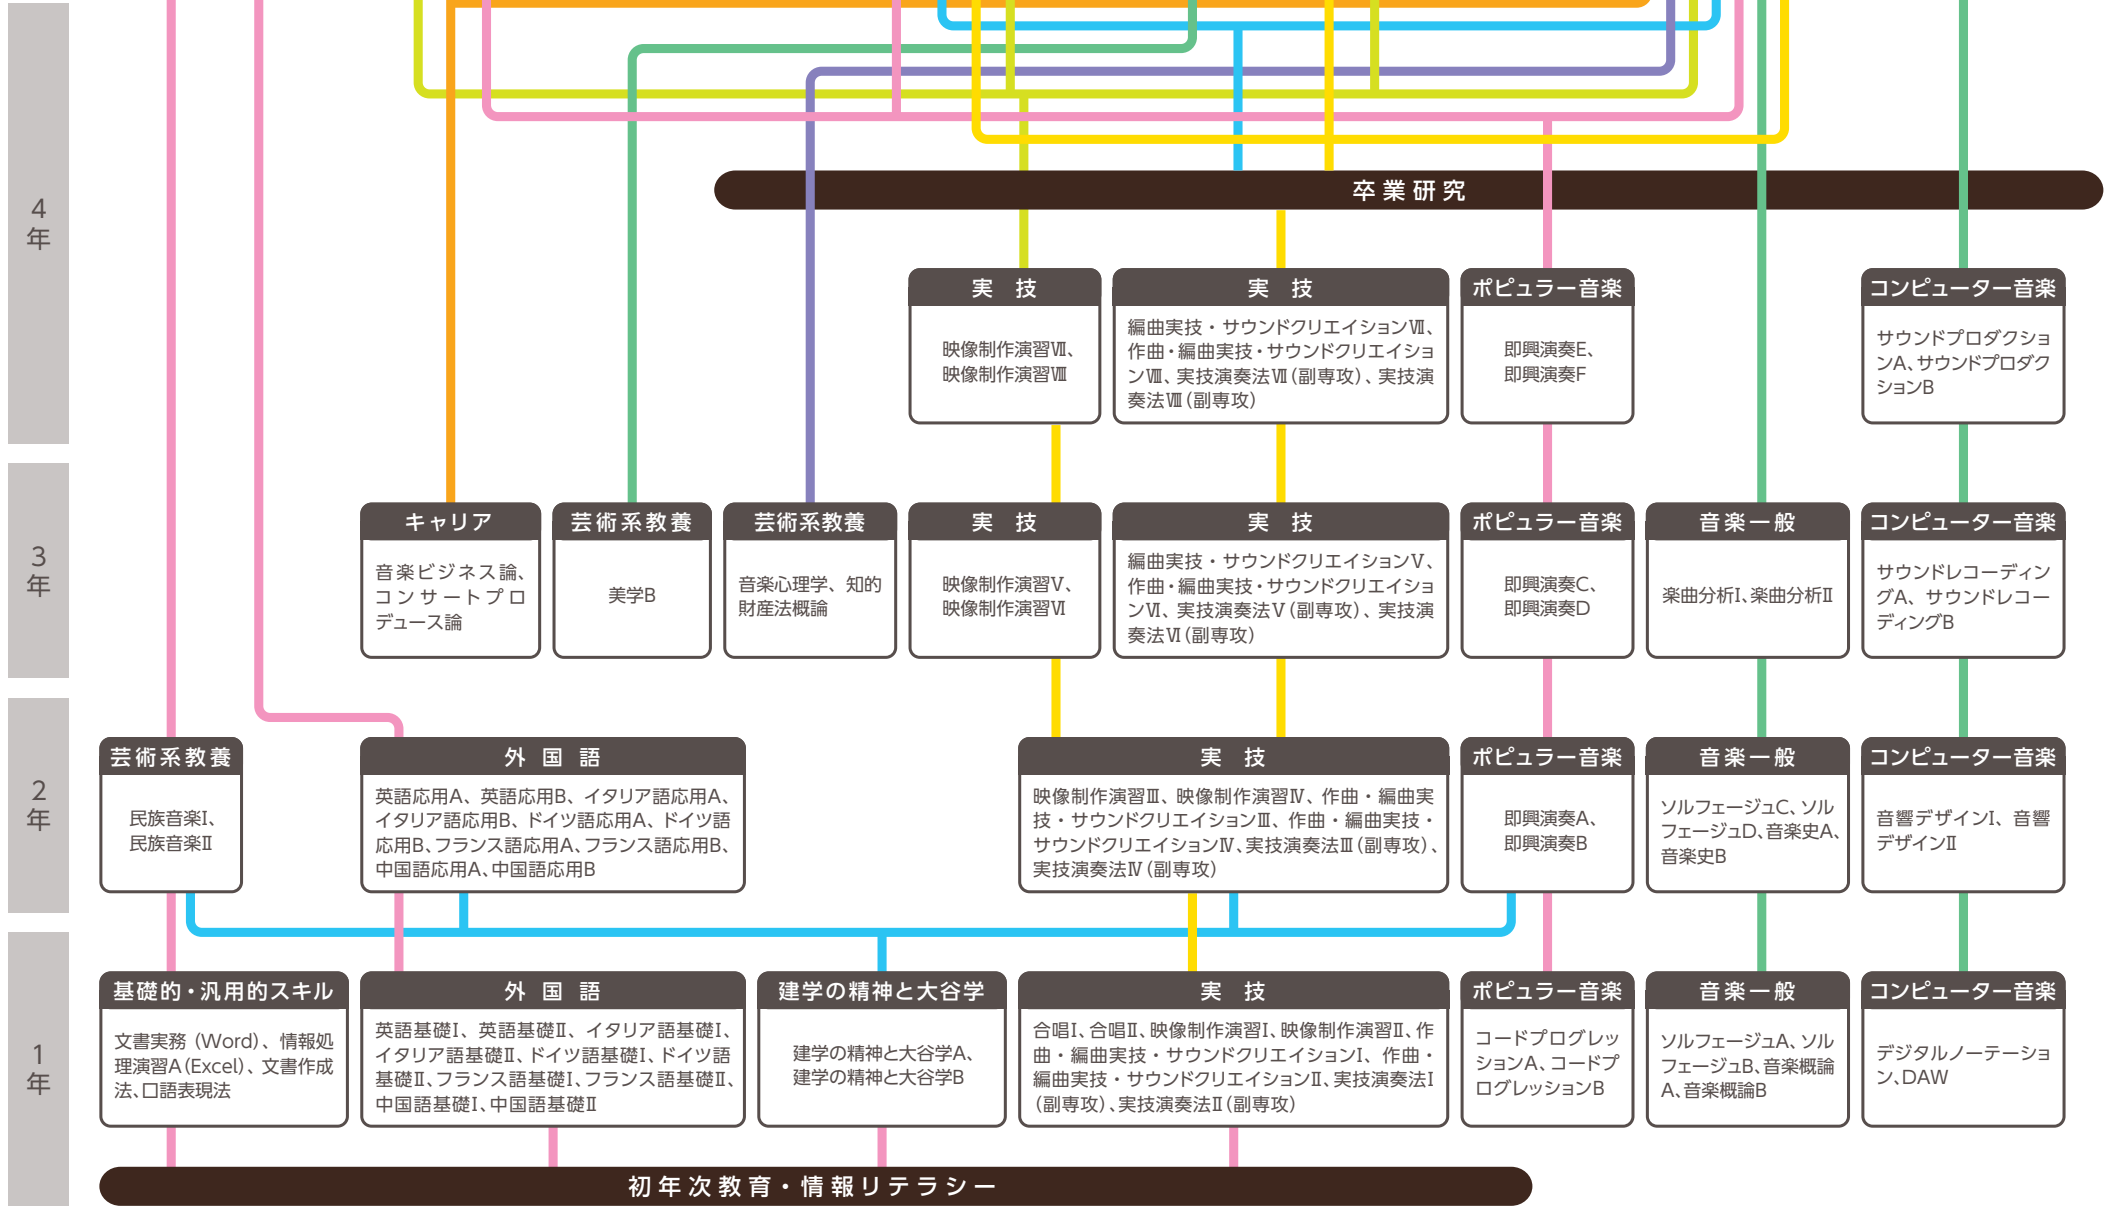 4
年
卒業研究
実 技
映像制作演習Ⅶ、
映像制作演習Ⅷ
実 技
編曲実技・サウンドクリエイションⅦ、
作曲・編曲実技・サウンドクリエイショ
ンⅧ、実技演奏法Ⅶ（副専攻）、実技演
奏法Ⅷ（副専攻）
ポピュラー音楽
即興演奏E、
即興演奏F
コンピューター音楽
サウンドプロダクショ
ンA、サウンドプロダク
ションB
3
年
キャリア
音楽ビジネス論、
コンサートプロ
デュース論
芸術系教養
美学B
芸術系教養
音楽心理学、知的
財産法概論
実 技
映像制作演習Ⅴ、
映像制作演習Ⅵ
実 技
編曲実技・サウンドクリエイションⅤ、
作曲・編曲実技・サウンドクリエイショ
ンⅥ、実技演奏法Ⅴ（副専攻）、実技演
奏法Ⅵ（副専攻）
ポピュラー音楽
即興演奏C、
即興演奏D
音楽一般
楽曲分析Ⅰ、楽曲分析Ⅱ
コンピューター音楽
サウンドレコーディン
グA、サウンドレコー
ディングB
2
年
芸術系教養
民族音楽Ⅰ、
民族音楽Ⅱ
外 国 語
英語応用A、英語応用B、イタリア語応用A、
イタリア語応用B、ドイツ語応用A、ドイツ語
応用B、フランス語応用A、フランス語応用B、
中国語応用A、中国語応用B
実 技
映像制作演習Ⅲ、映像制作演習Ⅳ、作曲・編曲実
技・サウンドクリエイションⅢ、作曲・編曲実技・
サウンドクリエイションⅣ、実技演奏法Ⅲ（副専攻）、
実技演奏法Ⅳ（副専攻）
ポピュラー音楽
即興演奏A、
即興演奏B
音楽一般
ソルフェージュC、ソル
フェージュD、音楽史A、
音楽史B
コンピューター音楽
音響デザインⅠ、音響
デザインⅡ
1
年
基礎的・汎用的スキル
文書実務（Word）、情報処
理演習A（Excel）、文書作成
法、口語表現法
外 国 語
英語基礎Ⅰ、英語基礎Ⅱ、イタリア語基礎Ⅰ、
イタリア語基礎Ⅱ、ドイツ語基礎Ⅰ、ドイツ語
基礎Ⅱ、フランス語基礎Ⅰ、フランス語基礎Ⅱ、
中国語基礎Ⅰ、中国語基礎Ⅱ
建学の精神と大谷学
建学の精神と大谷学A、
建学の精神と大谷学B
実 技
合唱Ⅰ、合唱Ⅱ、映像制作演習Ⅰ、映像制作演習Ⅱ、作
曲・編曲実技・サウンドクリエイションⅠ、作曲・
編曲実技・サウンドクリエイションⅡ、実技演奏法Ⅰ
（副専攻）、実技演奏法Ⅱ（副専攻）
ポピュラー音楽
コードプログレッ
ションA、コードプ
ログレッションB
音楽一般
ソルフェージュA、ソル
フェージュB、音楽概論
A、音楽概論B
コンピューター音楽
デジタルノーテーショ
ン、DAW
初年次教育・情報リテラシー